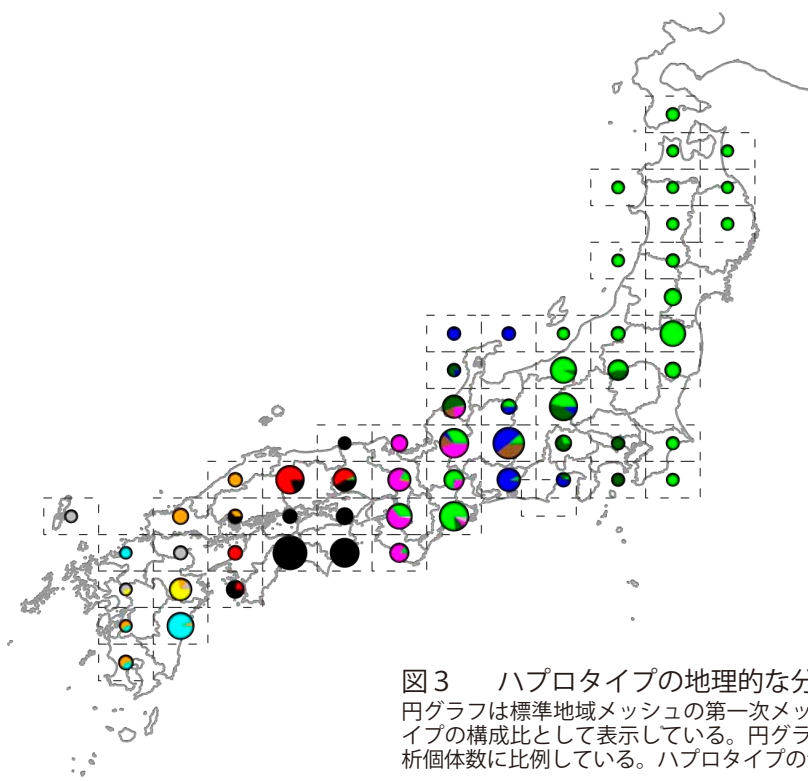 図３　ハプロタイプの地理的な分
円グラフは標準地域メッシュの第一次メッ
イプの構成比として表示している。円グラ
析個体数に比例している。ハプロタイプの